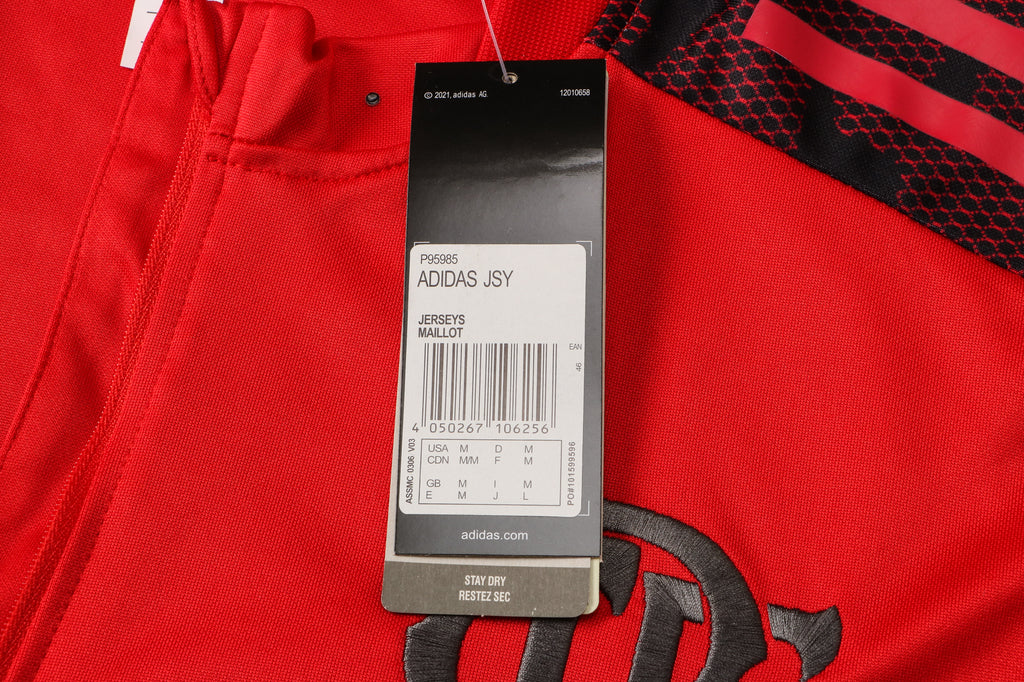 © 2021, adidas AG. 12010658
P95985
ADIDAS JSY
JERSEYS
MAILLOT
EAN
46
4 050267 106256
USA M D M
CDN M/M F M
GB M I M
E M J L
ASSMC 0306 V03
PO#101599596
adidas.com
STAY DRY
RESTEZ SEC